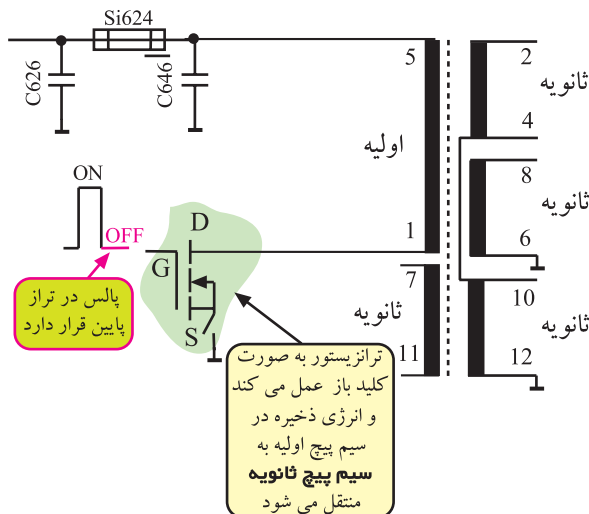 Si624
C626
C646
5
2
ثانویه
4
اولیه
8
ثانویه
6
1
ON
OFF
D
G
S
7
ثانویه
11
10
ثانویه
12
پالس در تراز
پایین قرار دارد
ترانزیستور به صورت
کلید باز عمل می کند
و انرژی ذخیره در
سیم پیچ اولیه به
سیم پیچ ثانویه
منتقل می شود